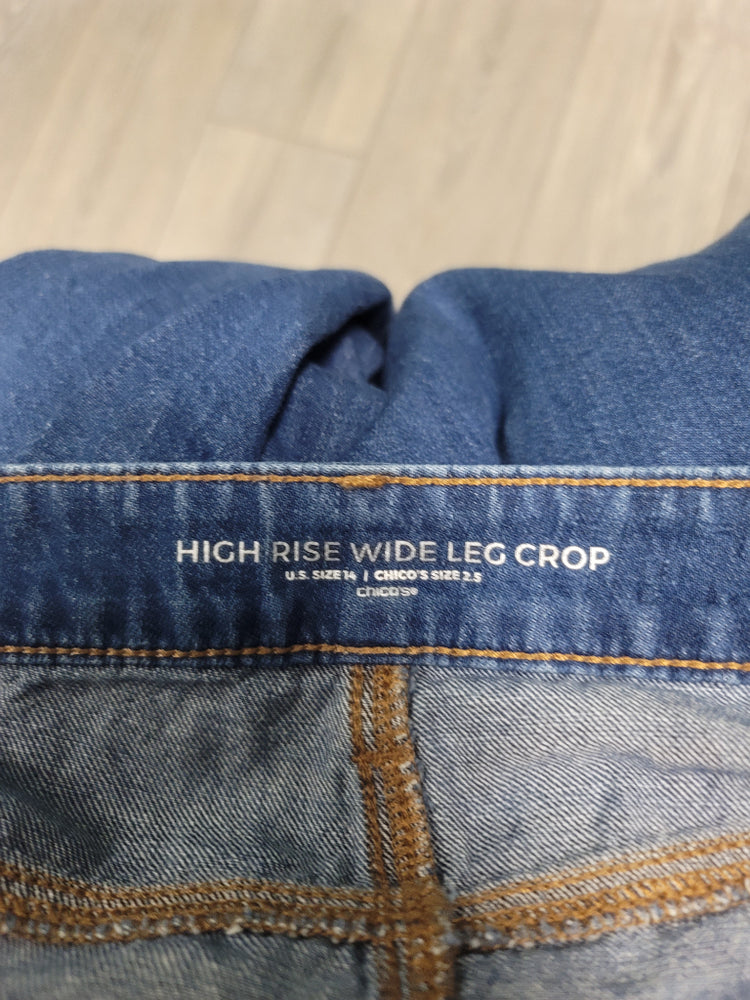 HIGH RISE WIDE LEG CROP
U.S. SIZE 14 | CHICO'S SIZE 2.5
chico's®